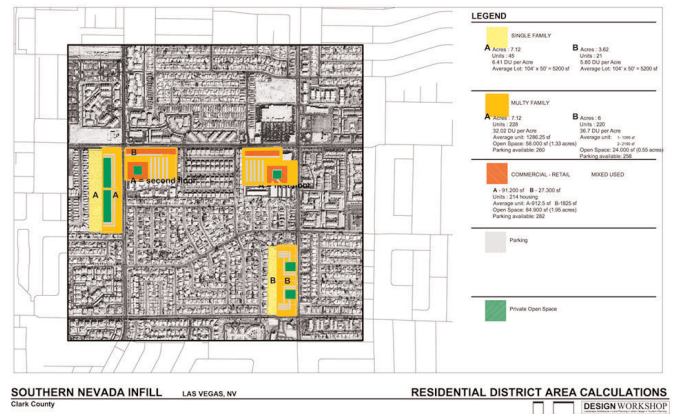 LEGEND
SINGLE FAMILY
A Acres : 7.12
Units : 45
6.41 DU per Acre
Average Lot: 104' x 50' = 5200 sf
B Acres : 3.62
Units : 21
5.80 DU per Acre
Average Lot: 104' x 50' = 5200 sf
MULTY FAMILY
A Acres : 7.12
Units : 228
32.02 DU per Acre
Average unit: 1286.25 sf
Open Space: 58.000 sf (1.33 acres)
Parking available: 260
B Acres : 6
Units : 220
36.7 DU per Acre
Average unit:
Open Space: 24.000 sf (0.55 acres)
Parking available: 256
COMMERCIAL - RETAIL MIXED USED
A - 91.200 sf B - 27.300 sf
Units : 214 housing
Average unit: A-912.5 sf B-1825 sf
Open Space: 84.900 sf (1.95 acres)
Parking available: 282
Parking
Private Open Space
B
A = second floor
A A
B B
SOUTHERN NEVADA INFILL LAS VEGAS, NV
Clark County
RESIDENTIAL DISTRICT AREA CALCULATIONS
DESIGNWORKSHOP